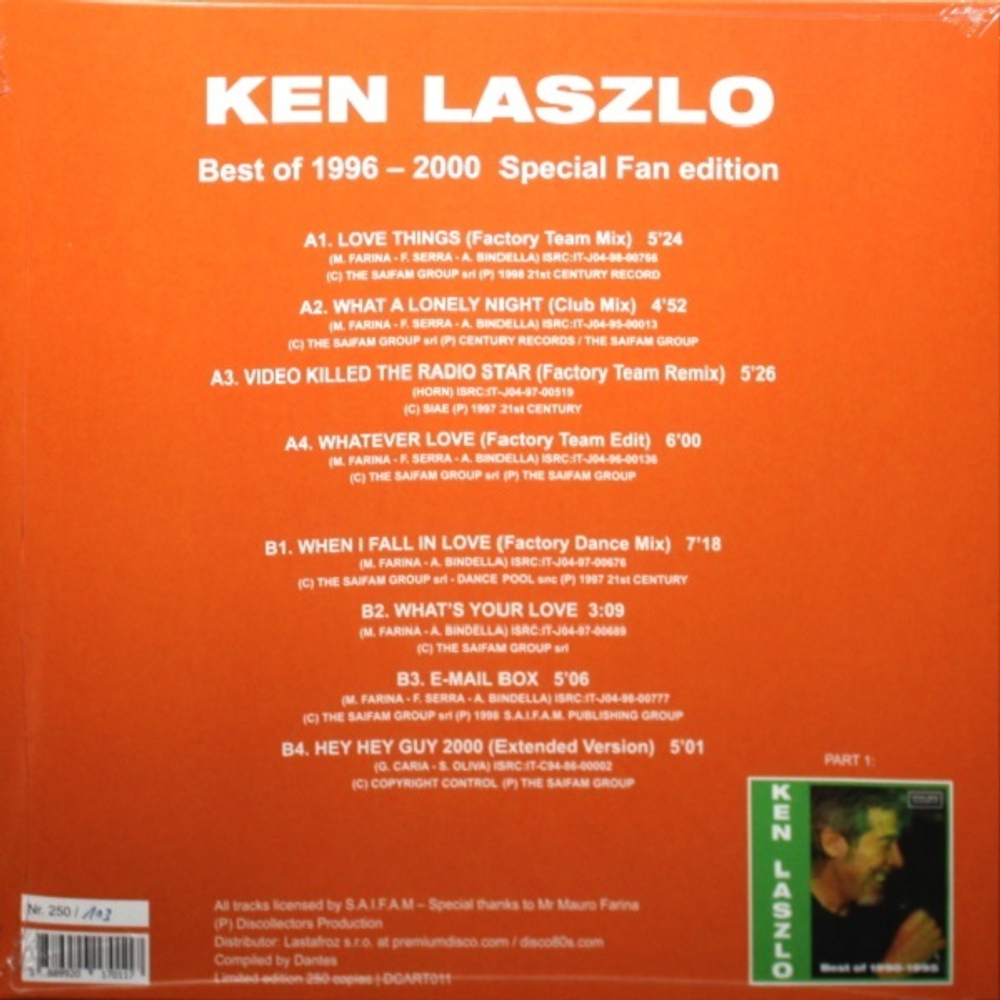 KEN LASZLO
Best of 1996 – 2000 Special Fan edition
A1. LOVE THINGS (Factory Team Mix) 5'24
(M. FARINA - F. SERRA - A. BINDELLA) ISRC:IT-J04-98-00766
(C) THE SAIFAM GROUP srl (P) 1998 21st CENTURY RECORD
A2. WHAT A LONELY NIGHT (Club Mix) 4'52
(M. FARINA - F. SERRA - A. BINDELLA) ISRC:IT-J04-95-00013
(C) THE SAIFAM GROUP srl (P) CENTURY RECORDS / THE SAIFAM GROUP
A3. VIDEO KILLED THE RADIO STAR (Factory Team Remix) 5'26
(HORN) ISRC:IT-J04-97-00519
(C) SIAE (P) 1997 21st CENTURY
A4. WHATEVER LOVE (Factory Team Edit) 6'00
(M. FARINA - F. SERRA - A. BINDELLA) ISRC:IT-J04-96-00136
(C) THE SAIFAM GROUP srl (P) THE SAIFAM GROUP
B1. WHEN I FALL IN LOVE (Factory Dance Mix) 7'18
(M. FARINA - A. BINDELLA) ISRC:IT-J04-97-00676
(C) THE SAIFAM GROUP srl - DANCE POOL snc (P) 1997 21st CENTURY
B2. WHAT'S YOUR LOVE 3:09
(M. FARINA - A. BINDELLA) ISRC:IT-J04-97-00689
(C) THE SAIFAM GROUP srl
B3. E-MAIL BOX 5'06
(M. FARINA - F. SERRA - A. BINDELLA) ISRC:IT-J04-98-00777
(C) THE SAIFAM GROUP srl (P) 1998 S.A.I.F.A.M. PUBLISHING GROUP
B4. HEY HEY GUY 2000 (Extended Version) 5'01
(G. CARIA - S. OLIVA) ISRC:IT-C94-86-00002
(C) COPYRIGHT CONTROL (P) THE SAIFAM GROUP
PART 1:
KEN LASZLO
Best of 1990-1995
Nr. 250 / 103
All tracks licensed by S.A.I.F.A.M – Special thanks to Mr Mauro Farina
(P) Discollectors Production
Distributor: Lastafroz s.r.o. at premiumdisco.com / disco80s.com
Compiled by Dantes
Limited edition 250 copies | DCART011